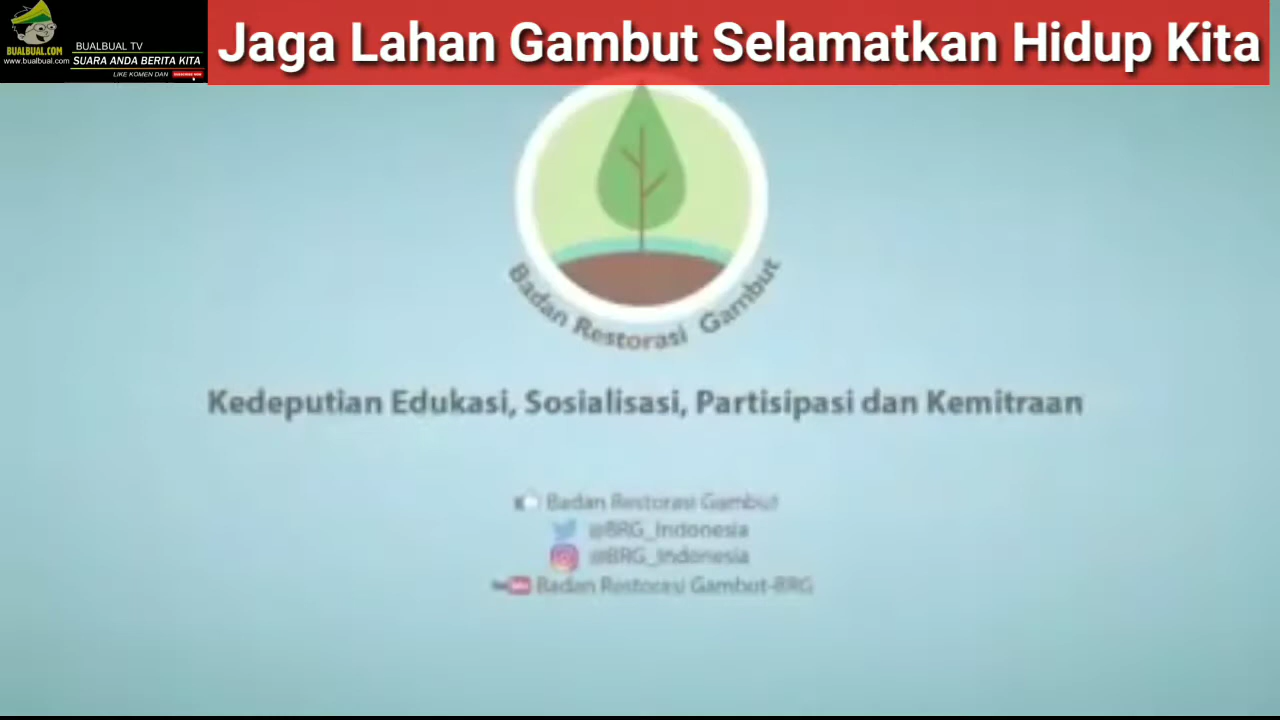 BUALBUAL.COM
www.bualbual.com
BUALBUAL TV
SUARA ANDA BERITA KITA
LIKE KOMEN DAN
Jaga Lahan Gambut Selamatkan Hidup Kita
Badan Restorasi Gambut
Kedeputian Edukasi, Sosialisasi, Partisipasi dan Kemitraan
Badan Restorasi Gambut
@BRG_Indonesia
@BRG_Indonesia
Badan Restorasi Gambut-BRG